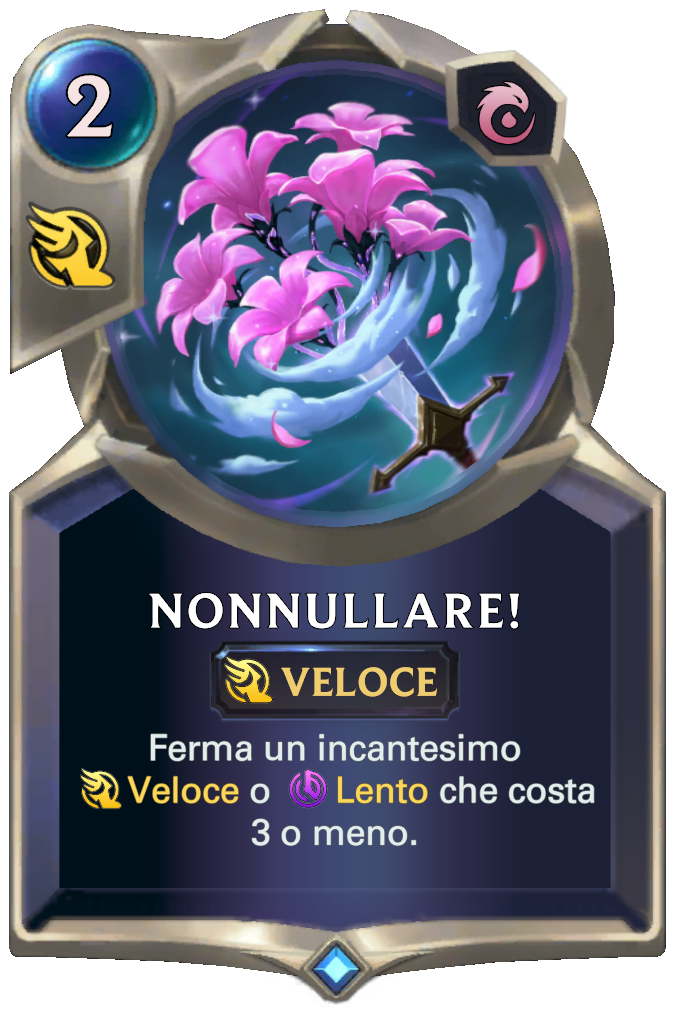 2
NONNULLARE!
VELOCE
Ferma un incantesimo
Veloce o Lento che costa
3 o meno.